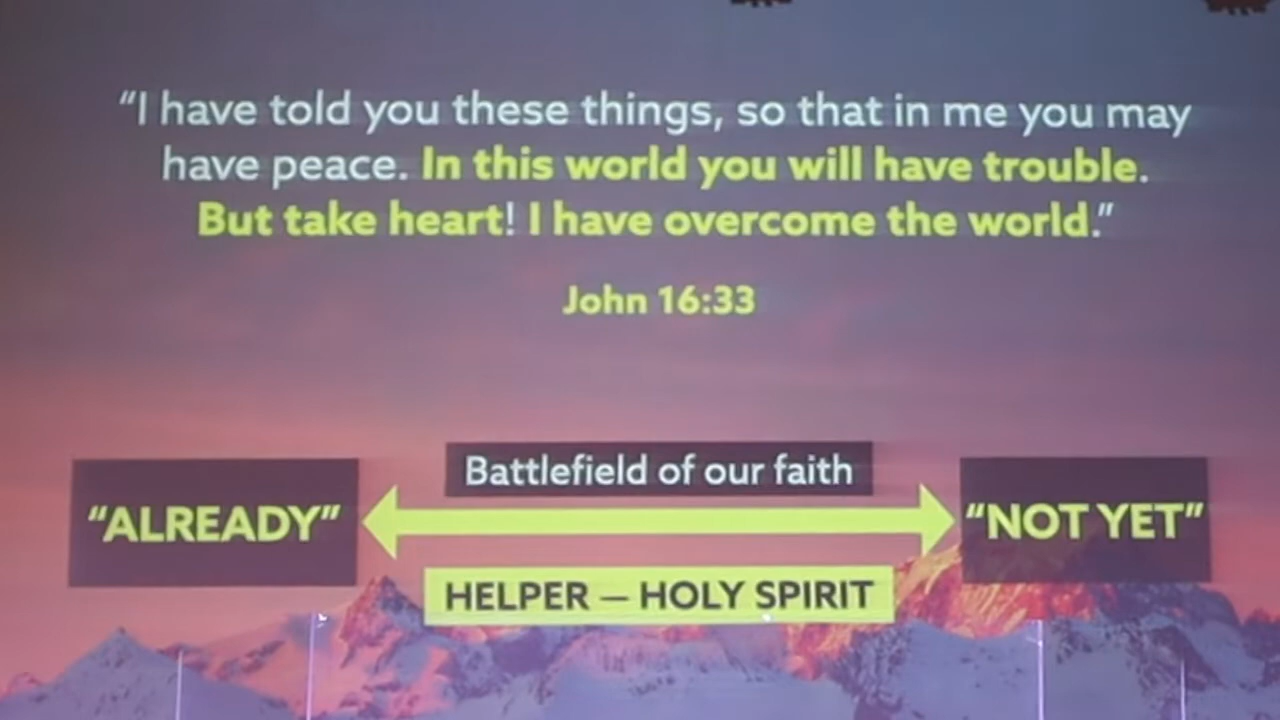 “I have told you these things, so that in me you may
have peace. In this world you will have trouble.
But take heart! I have overcome the world.”
John 16:33
Battlefield of our faith
“ALREADY”
“NOT YET”
HELPER – HOLY SPIRIT